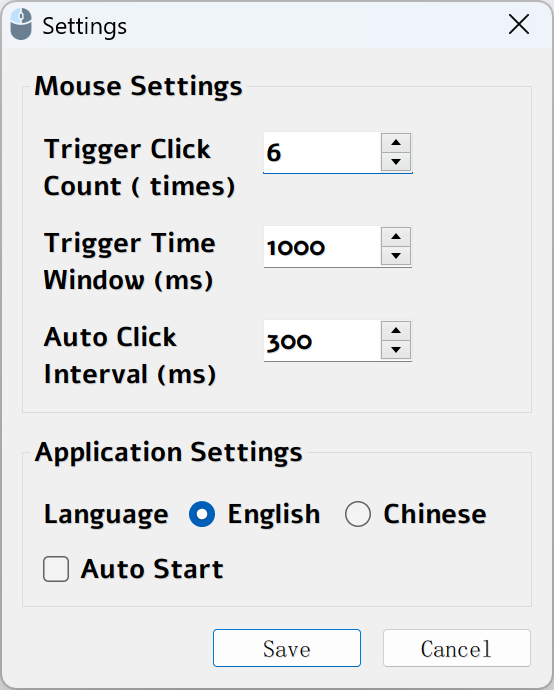 Settings
Mouse Settings
Trigger Click
Count ( times)
6
Trigger Time
Window (ms)
1000
Auto Click
Interval (ms)
300
Application Settings
Language English Chinese
Auto Start
Save Cancel